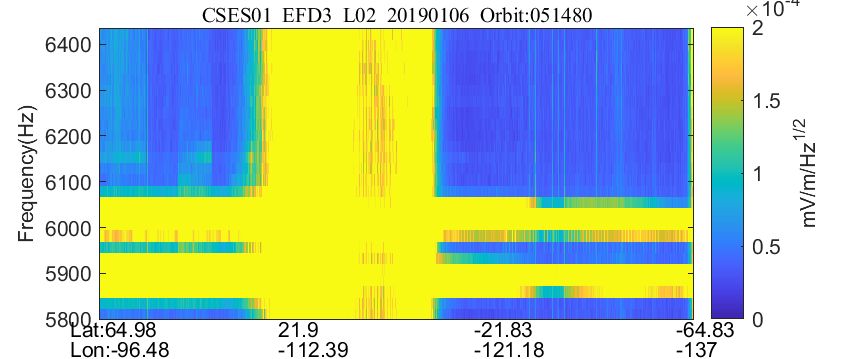 CSES01 EFD3 L02 20190106 Orbit:051480
×10⁻⁴
6400
6300
6200
6100
6000
5900
5800
Frequency(Hz)
2
1.5
1
0.5
0
mV/m/Hz^1/2
Lat:64.98 21.9 -21.83 -64.83
Lon:-96.48 -112.39 -121.18 -137